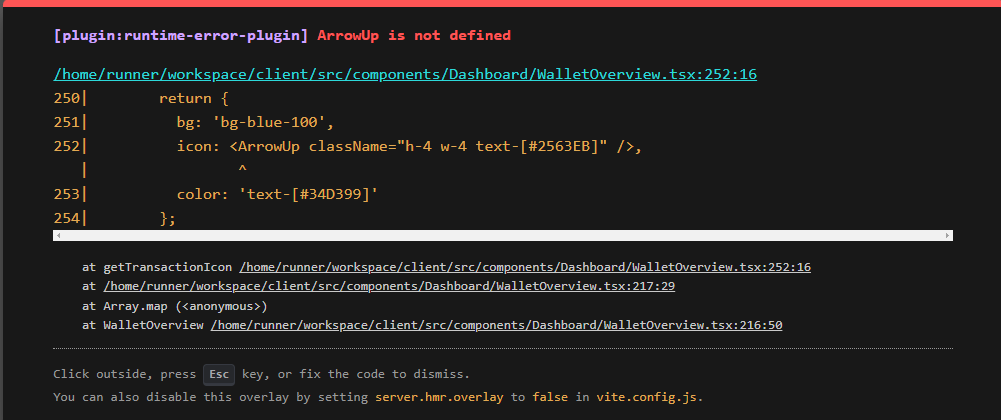 [plugin:runtime-error-plugin] ArrowUp is not defined
/home/runner/workspace/client/src/components/Dashboard/WalletOverview.tsx:252:16
250|        return {
251|          bg: 'bg-blue-100',
252|          icon: <ArrowUp className="h-4 w-4 text-[#2563EB]" />,
   |                 ^
253|          color: 'text-[#34D399]'
254|        };
at getTransactionIcon /home/runner/workspace/client/src/components/Dashboard/WalletOverview.tsx:252:16
at /home/runner/workspace/client/src/components/Dashboard/WalletOverview.tsx:217:29
at Array.map (<anonymous>)
at WalletOverview /home/runner/workspace/client/src/components/Dashboard/WalletOverview.tsx:216:50
Click outside, press Esc key, or fix the code to dismiss.
You can also disable this overlay by setting server.hmr.overlay to false in vite.config.js.